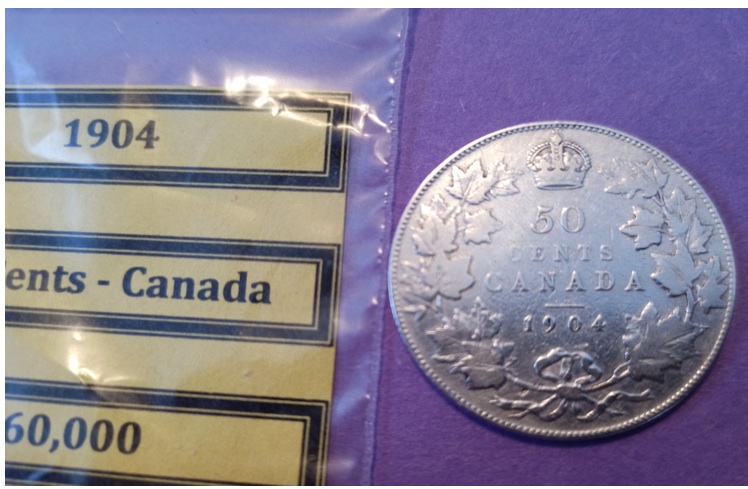 1904
ents - Canada
60,000
50
CENTS
CANADA
1904